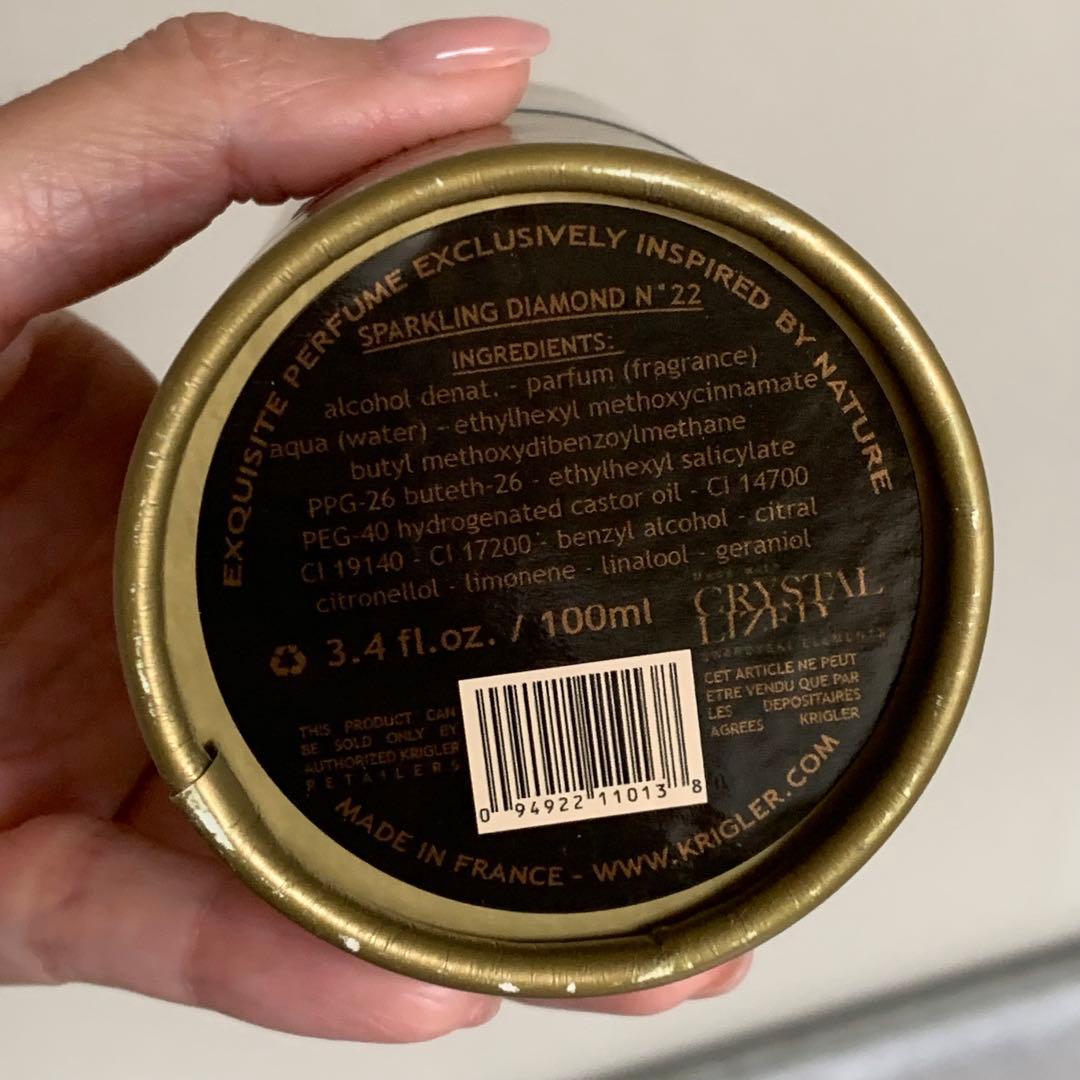 EXQUISITE PERFUME EXCLUSIVELY INSPIRED BY NATURE
SPARKLING DIAMOND N°22
INGREDIENTS:
alcohol denat. - parfum (fragrance)
aqua (water) - ethylhexyl methoxycinnamate
butyl methoxydibenzoylmethane
PPG-26 buteth-26 - ethylhexyl salicylate
PEG-40 hydrogenated castor oil - CI 14700
CI 19140 - CI 17200 - benzyl alcohol - citral
citronellol - limonene - linalool - geraniol
3.4 fl.oz. / 100ml
CRYSTAL
THIS PRODUCT CAN
BE SOLD ONLY BY
AUTHORIZED KRIGLER
RETAILERS
0 94922 11013 8
CET ARTICLE NE PEUT
ETRE VENDU QUE PAR
LES DEPOSITAIRES
AGREES KRIGLER
MADE IN FRANCE - WWW.KRIGLER.COM